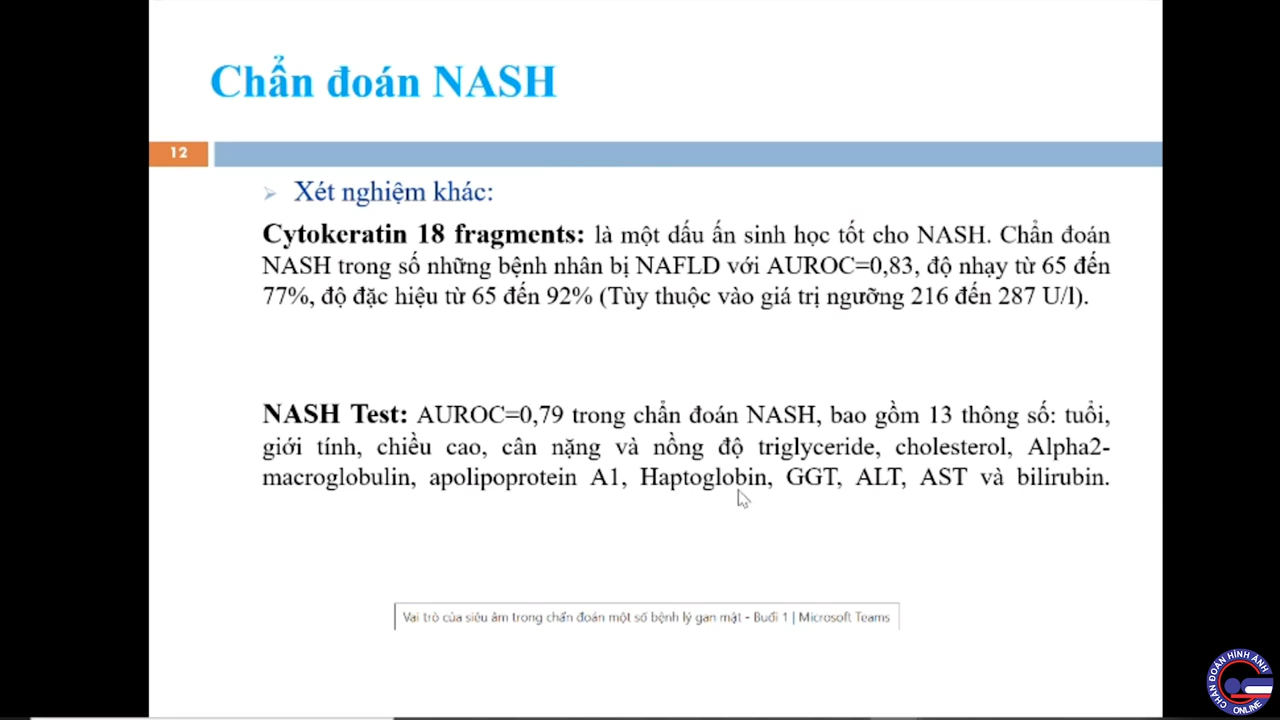 Chẩn đoán NASH
12
Xét nghiệm khác:
Cytokeratin 18 fragments: là một dấu ấn sinh học tốt cho NASH. Chẩn đoán
NASH trong số những bệnh nhân bị NAFLD với AUROC=0,83, độ nhạy từ 65 đến
77%, độ đặc hiệu từ 65 đến 92% (Tùy thuộc vào giá trị ngưỡng 216 đến 287 U/l).
NASH Test: AUROC=0,79 trong chẩn đoán NASH, bao gồm 13 thông số: tuổi,
giới tính, chiều cao, cân nặng và nồng độ triglyceride, cholesterol, Alpha2-
macroglobulin, apolipoprotein A1, Haptoglobin, GGT, ALT, AST và bilirubin.
Vai trò của siêu âm trong chẩn đoán một số bệnh lý gan mật - Buổi 1 | Microsoft Teams
CHẨN ĐOÁN HÌNH ẢNH
ONLINE